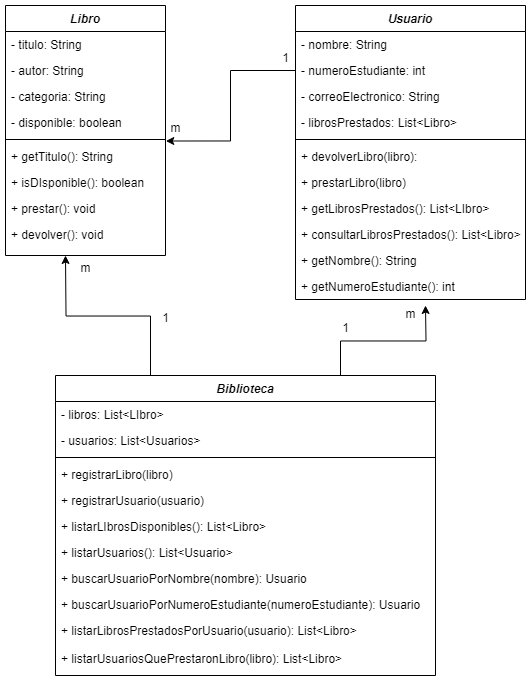 Libro
- titulo: String
- autor: String
- categoria: String
- disponible: boolean
+ getTitulo(): String
+ isDIsponible(): boolean
+ prestar(): void
+ devolver(): void
Usuario
- nombre: String
- numeroEstudiante: int
- correoElectronico: String
- librosPrestados: List<Libro>
+ devolverLibro(libro):
+ prestarLibro(libro)
+ getLibrosPrestados(): List<LIbro>
+ consultarLibrosPrestados(): List<Libro>
+ getNombre(): String
+ getNumeroEstudiante(): int
1
m
m
1
m
1
Biblioteca
- libros: List<LIbro>
- usuarios: List<Usuarios>
+ registrarLibro(libro)
+ registrarUsuario(usuario)
+ listarLIbrosDisponibles(): List<Libro>
+ listarUsuarios(): List<Usuario>
+ buscarUsuarioPorNombre(nombre): Usuario
+ buscarUsuarioPorNumeroEstudiante(numeroEstudiante): Usuario
+ listarLibrosPrestadosPorUsuario(usuario): List<Libro>
+ listarUsuariosQuePrestaronLibro(libro): List<Libro>